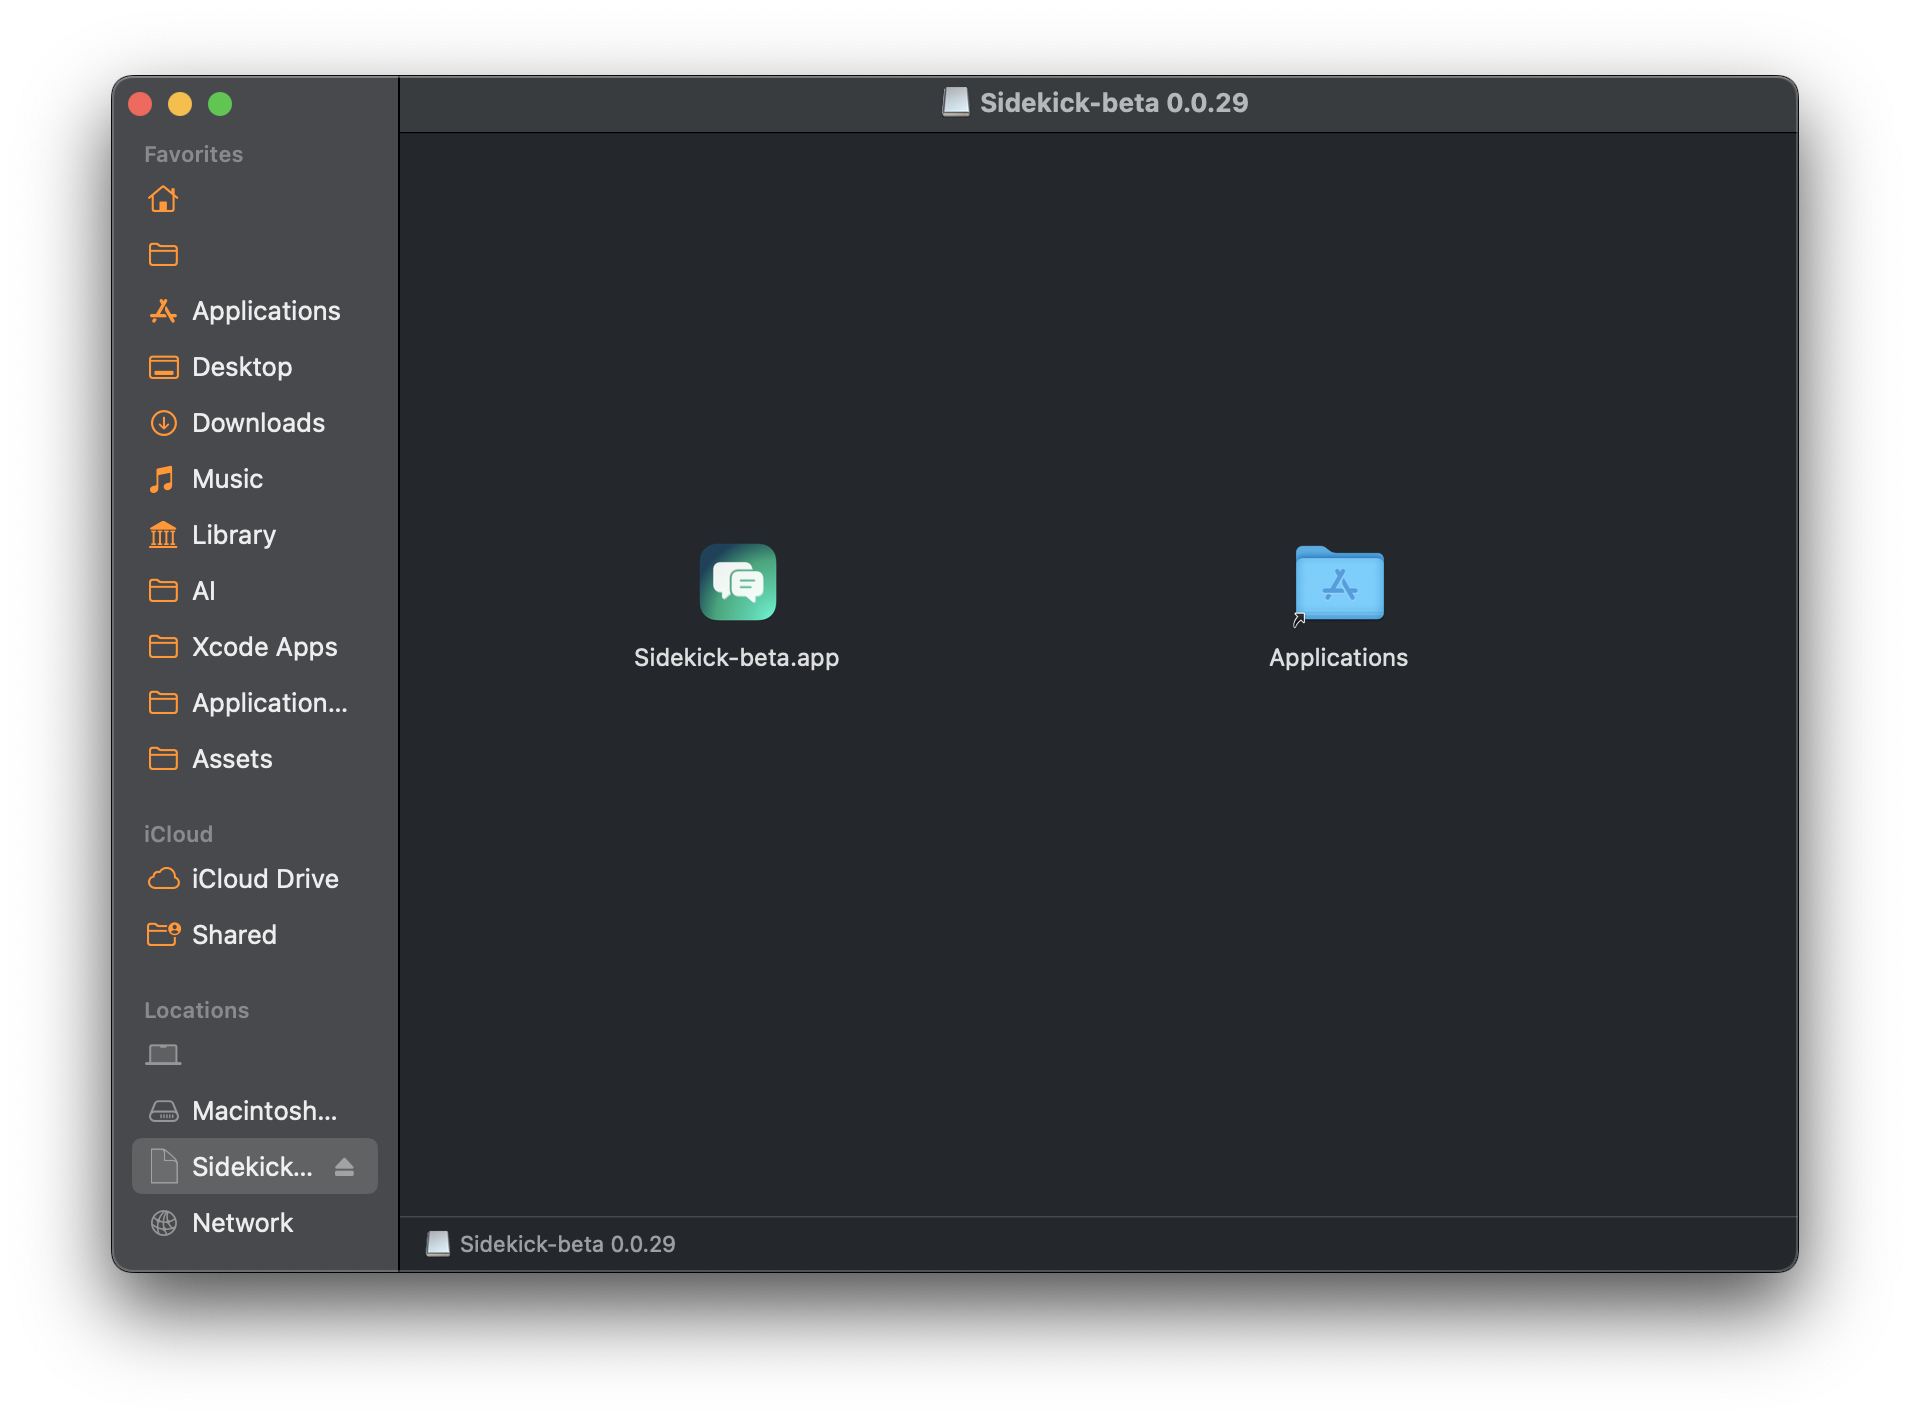 Sidekick-beta 0.0.29
Favorites
Applications
Desktop
Downloads
Music
Library
AI
Xcode Apps
Application...
Assets
iCloud
iCloud Drive
Shared
Locations
Macintosh...
Sidekick...
Network
Sidekick-beta.app
Applications
Sidekick-beta 0.0.29